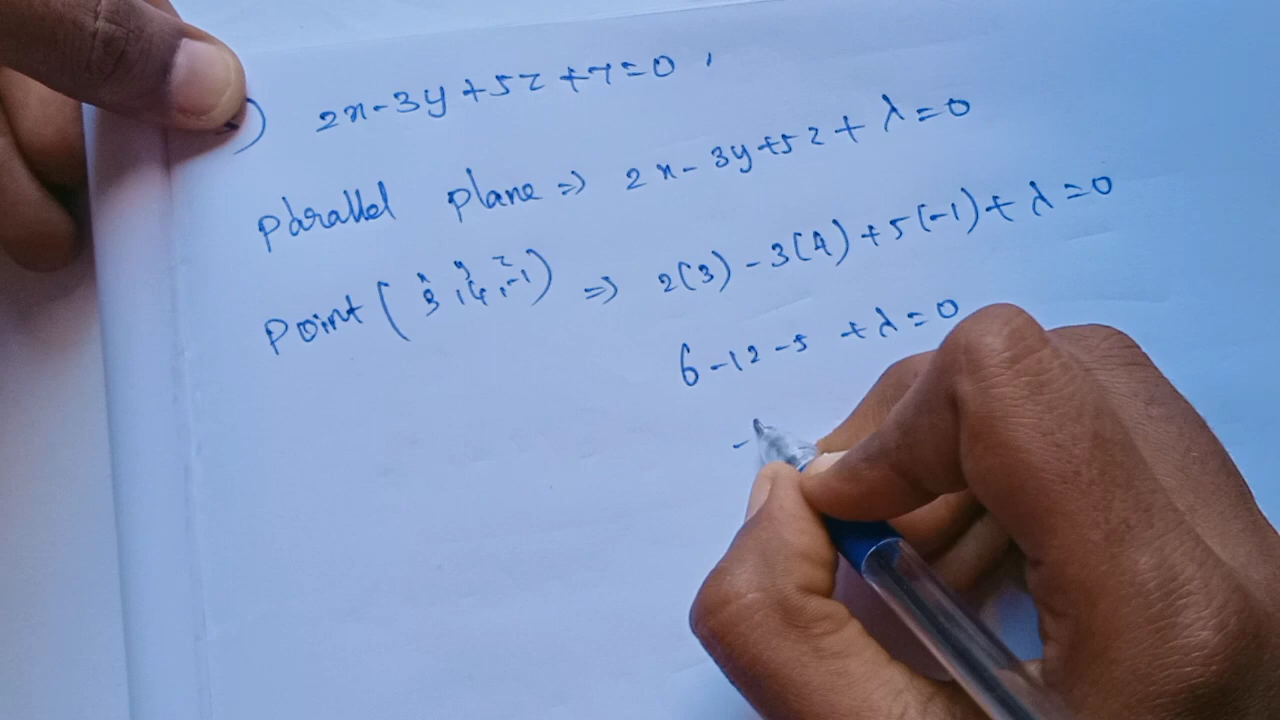 ) 2x-3y+5z+7=0,
parallel plane => 2x-3y+5z+λ=0
x y z
point (3,4,-1) => 2(3)-3(4)+5(-1)+λ=0
6-12-5+λ=0
-